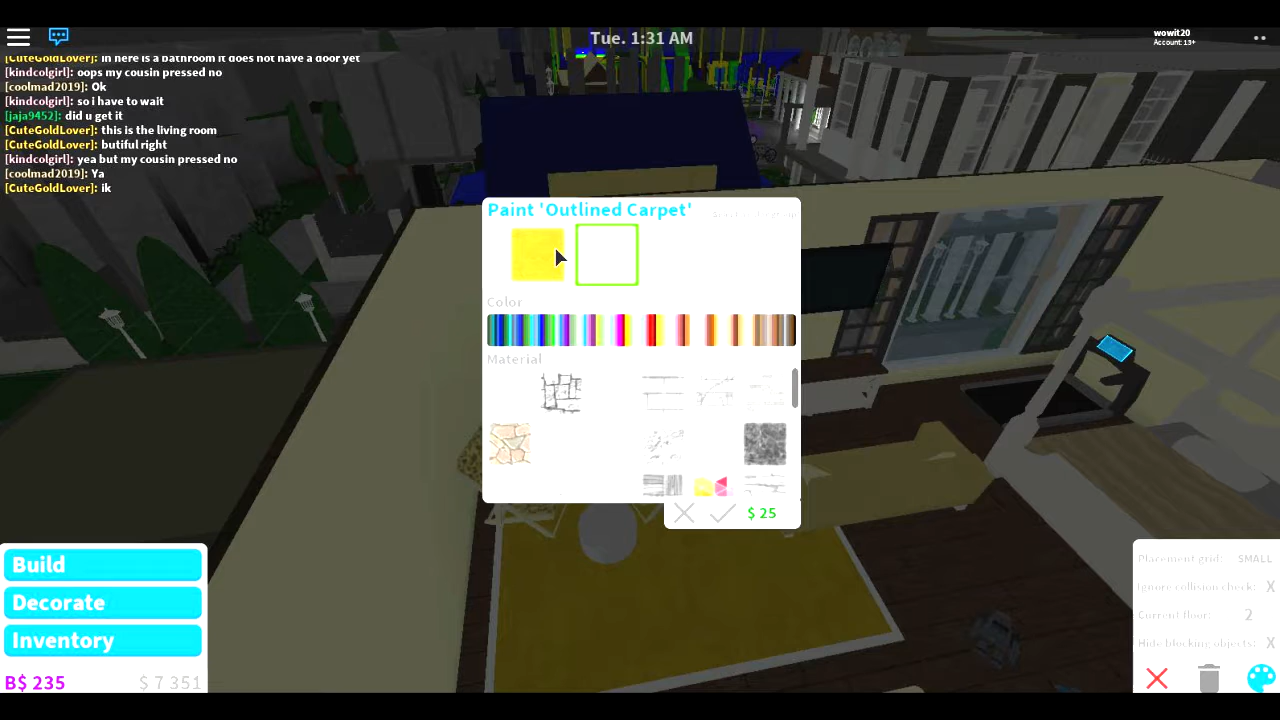 Tue. 1:31 AM
wowit20
Account: 13+
[CuteGoldLover]: in here is a bathroom it does not have a door yet
[kindcolgirl]: oops my cousin pressed no
[coolmad2019]: Ok
[kindcolgirl]: so i have to wait
[jaja9452]: did u get it
[CuteGoldLover]: this is the living room
[CuteGoldLover]: butiful right
[kindcolgirl]: yea but my cousin pressed no
[coolmad2019]: Ya
[CuteGoldLover]: ik
Paint 'Outlined Carpet'
Color
Material
$ 25
Build
Decorate
Inventory
B$ 235 $ 7 351
Placement grid: SMALL
Ignore collision check: X
Current floor: 2
Hide blocking objects: X